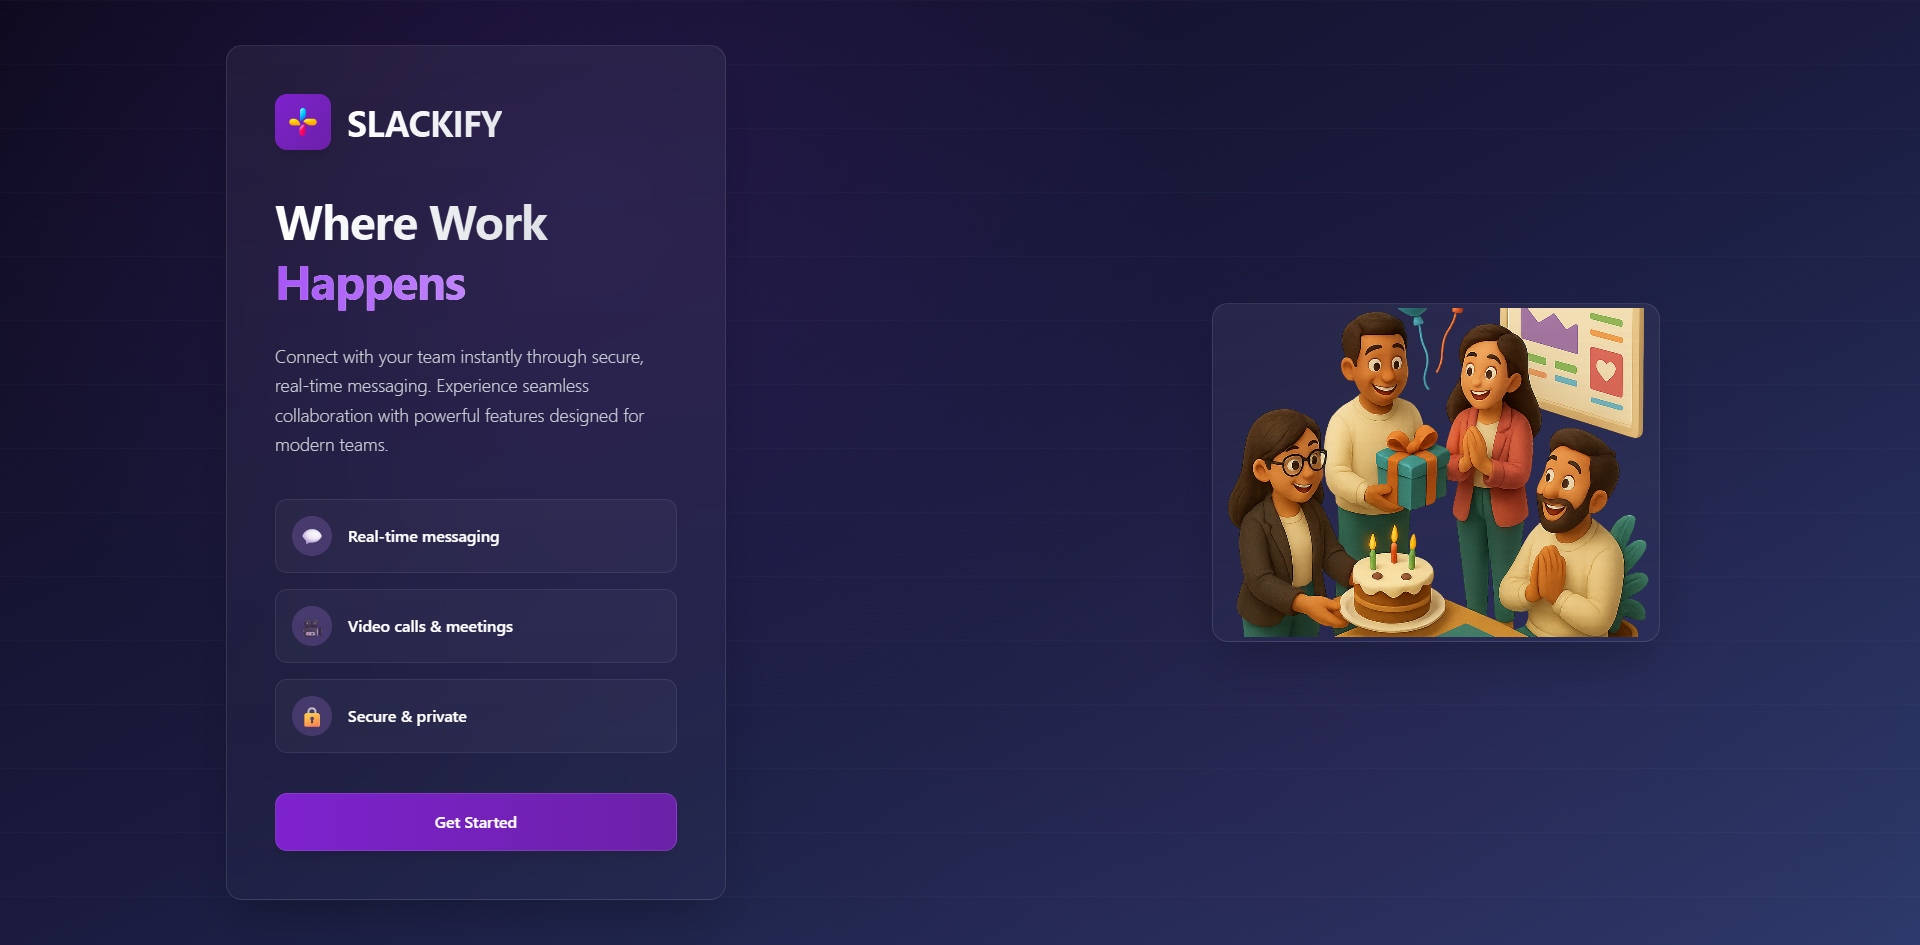 SLACKIFY
Where Work
Happens
Connect with your team instantly through secure,
real-time messaging. Experience seamless
collaboration with powerful features designed for
modern teams.
Real-time messaging
Video calls & meetings
Secure & private
Get Started